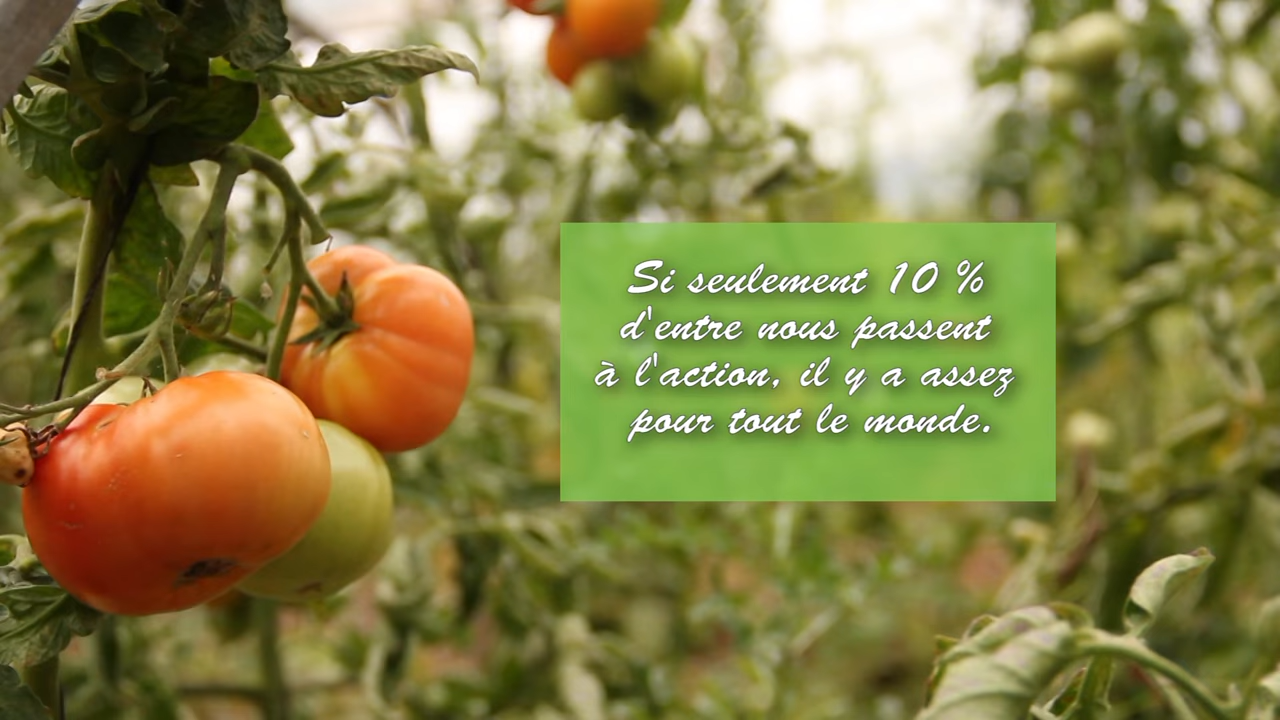 Si seulement 10 %
d'entre nous passent
à l'action, il y a assez
pour tout le monde.